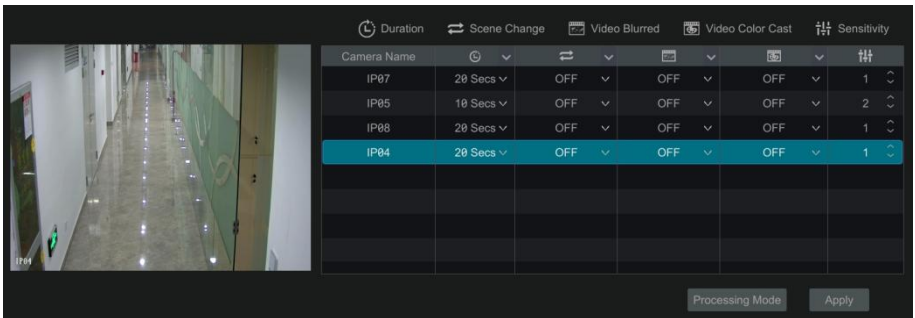 Duration Scene Change Video Blurred Video Color Cast Sensitivity
Camera Name
IP07 20 Secs OFF OFF OFF 1
IP05 10 Secs OFF OFF OFF 2
IP08 20 Secs OFF OFF OFF 1
IP04 20 Secs OFF OFF OFF 1
IP04
Processing Mode Apply